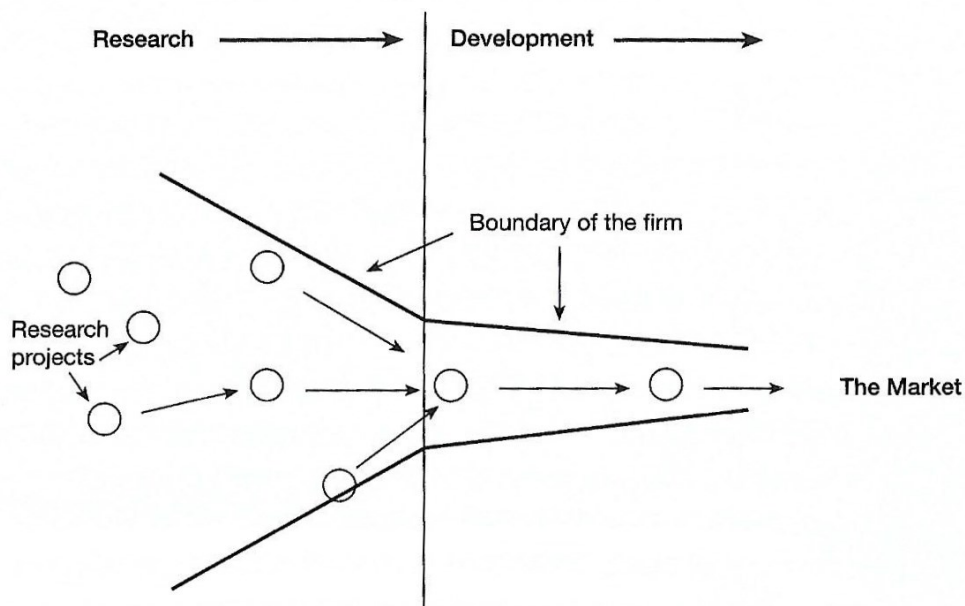 Research
Development
Boundary of the firm
Research
projects
The Market